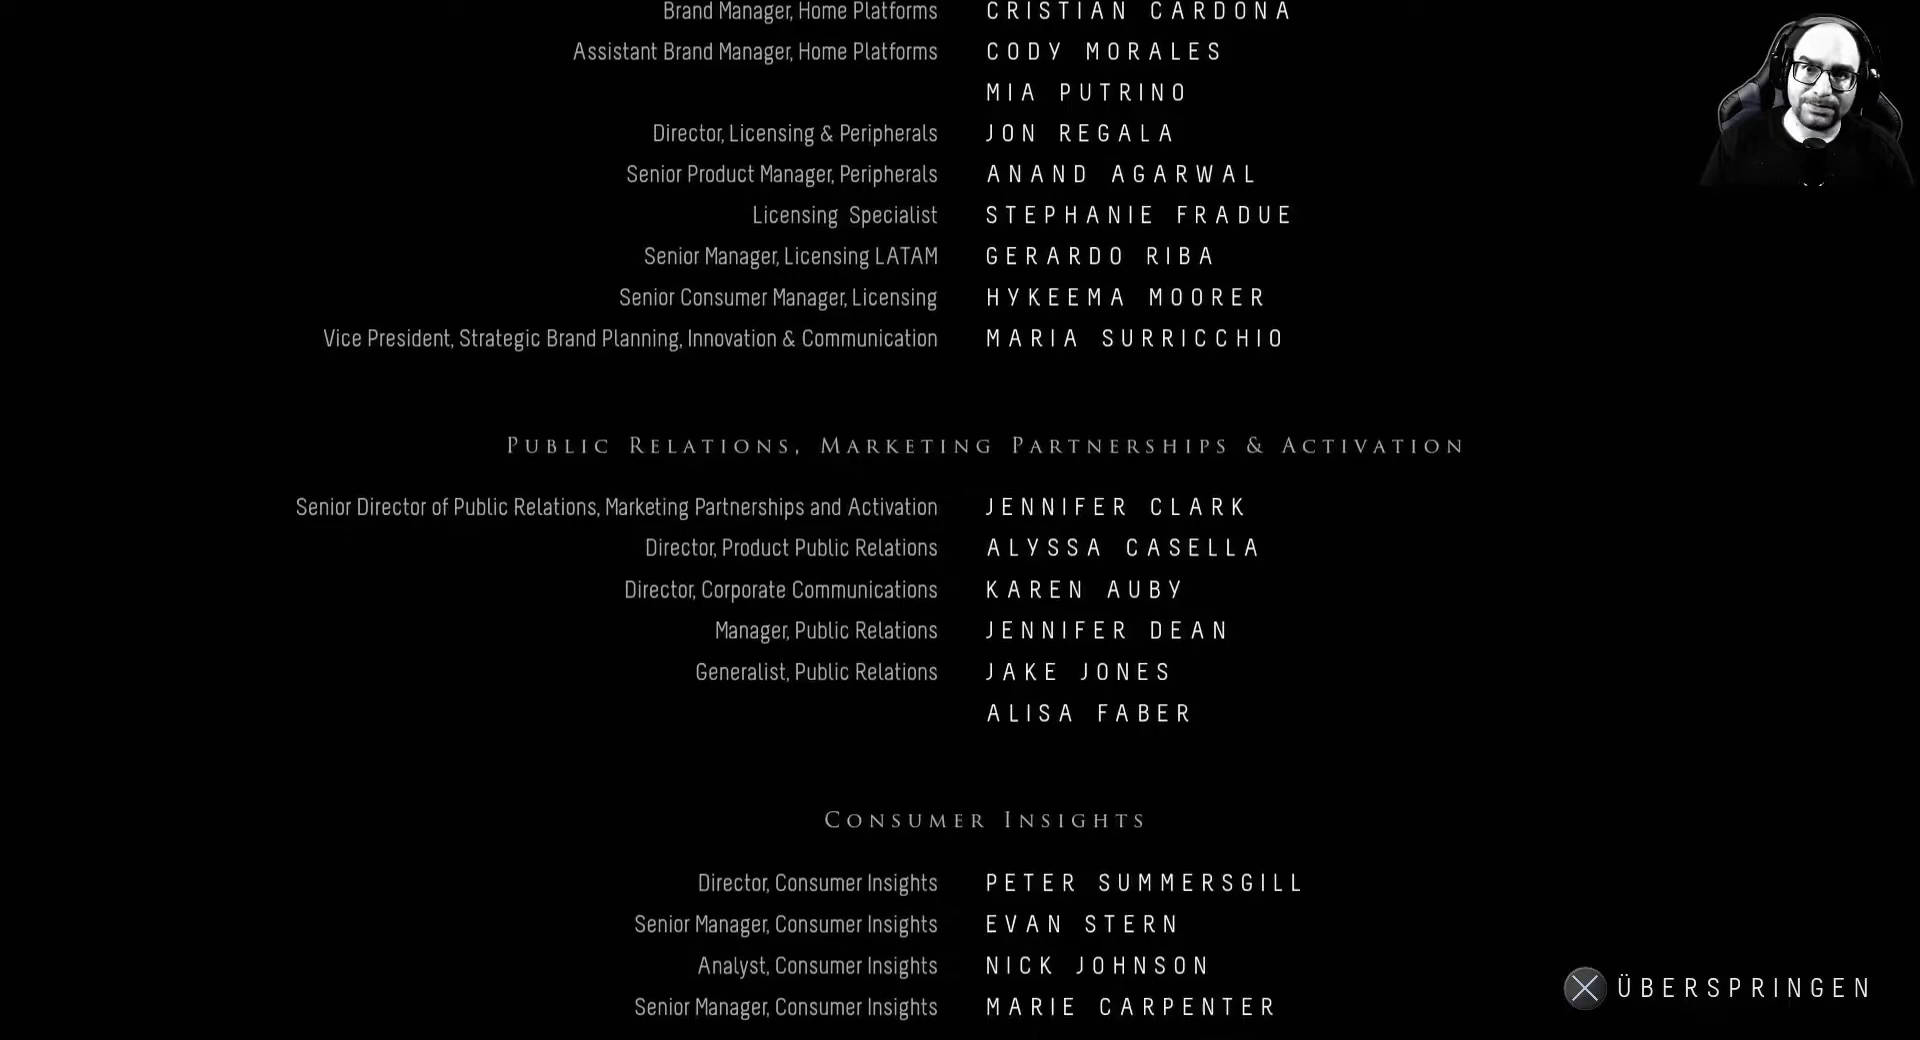 Brand Manager, Home Platforms CRISTIAN CARDONA
Assistant Brand Manager, Home Platforms CODY MORALES
MIA PUTRINO
Director, Licensing & Peripherals JON REGALA
Senior Product Manager, Peripherals ANAND AGARWAL
Licensing Specialist STEPHANIE FRADUE
Senior Manager, Licensing LATAM GERARDO RIBA
Senior Consumer Manager, Licensing HYKEEMA MOORER
Vice President, Strategic Brand Planning, Innovation & Communication MARIA SURRICCHIO
PUBLIC RELATIONS, MARKETING PARTNERSHIPS & ACTIVATION
Senior Director of Public Relations, Marketing Partnerships and Activation JENNIFER CLARK
Director, Product Public Relations ALYSSA CASELLA
Director, Corporate Communications KAREN AUBY
Manager, Public Relations JENNIFER DEAN
Generalist, Public Relations JAKE JONES
ALISA FABER
CONSUMER INSIGHTS
Director, Consumer Insights PETER SUMMERSGILL
Senior Manager, Consumer Insights EVAN STERN
Analyst, Consumer Insights NICK JOHNSON
Senior Manager, Consumer Insights MARIE CARPENTER
ÜBERSPRINGEN